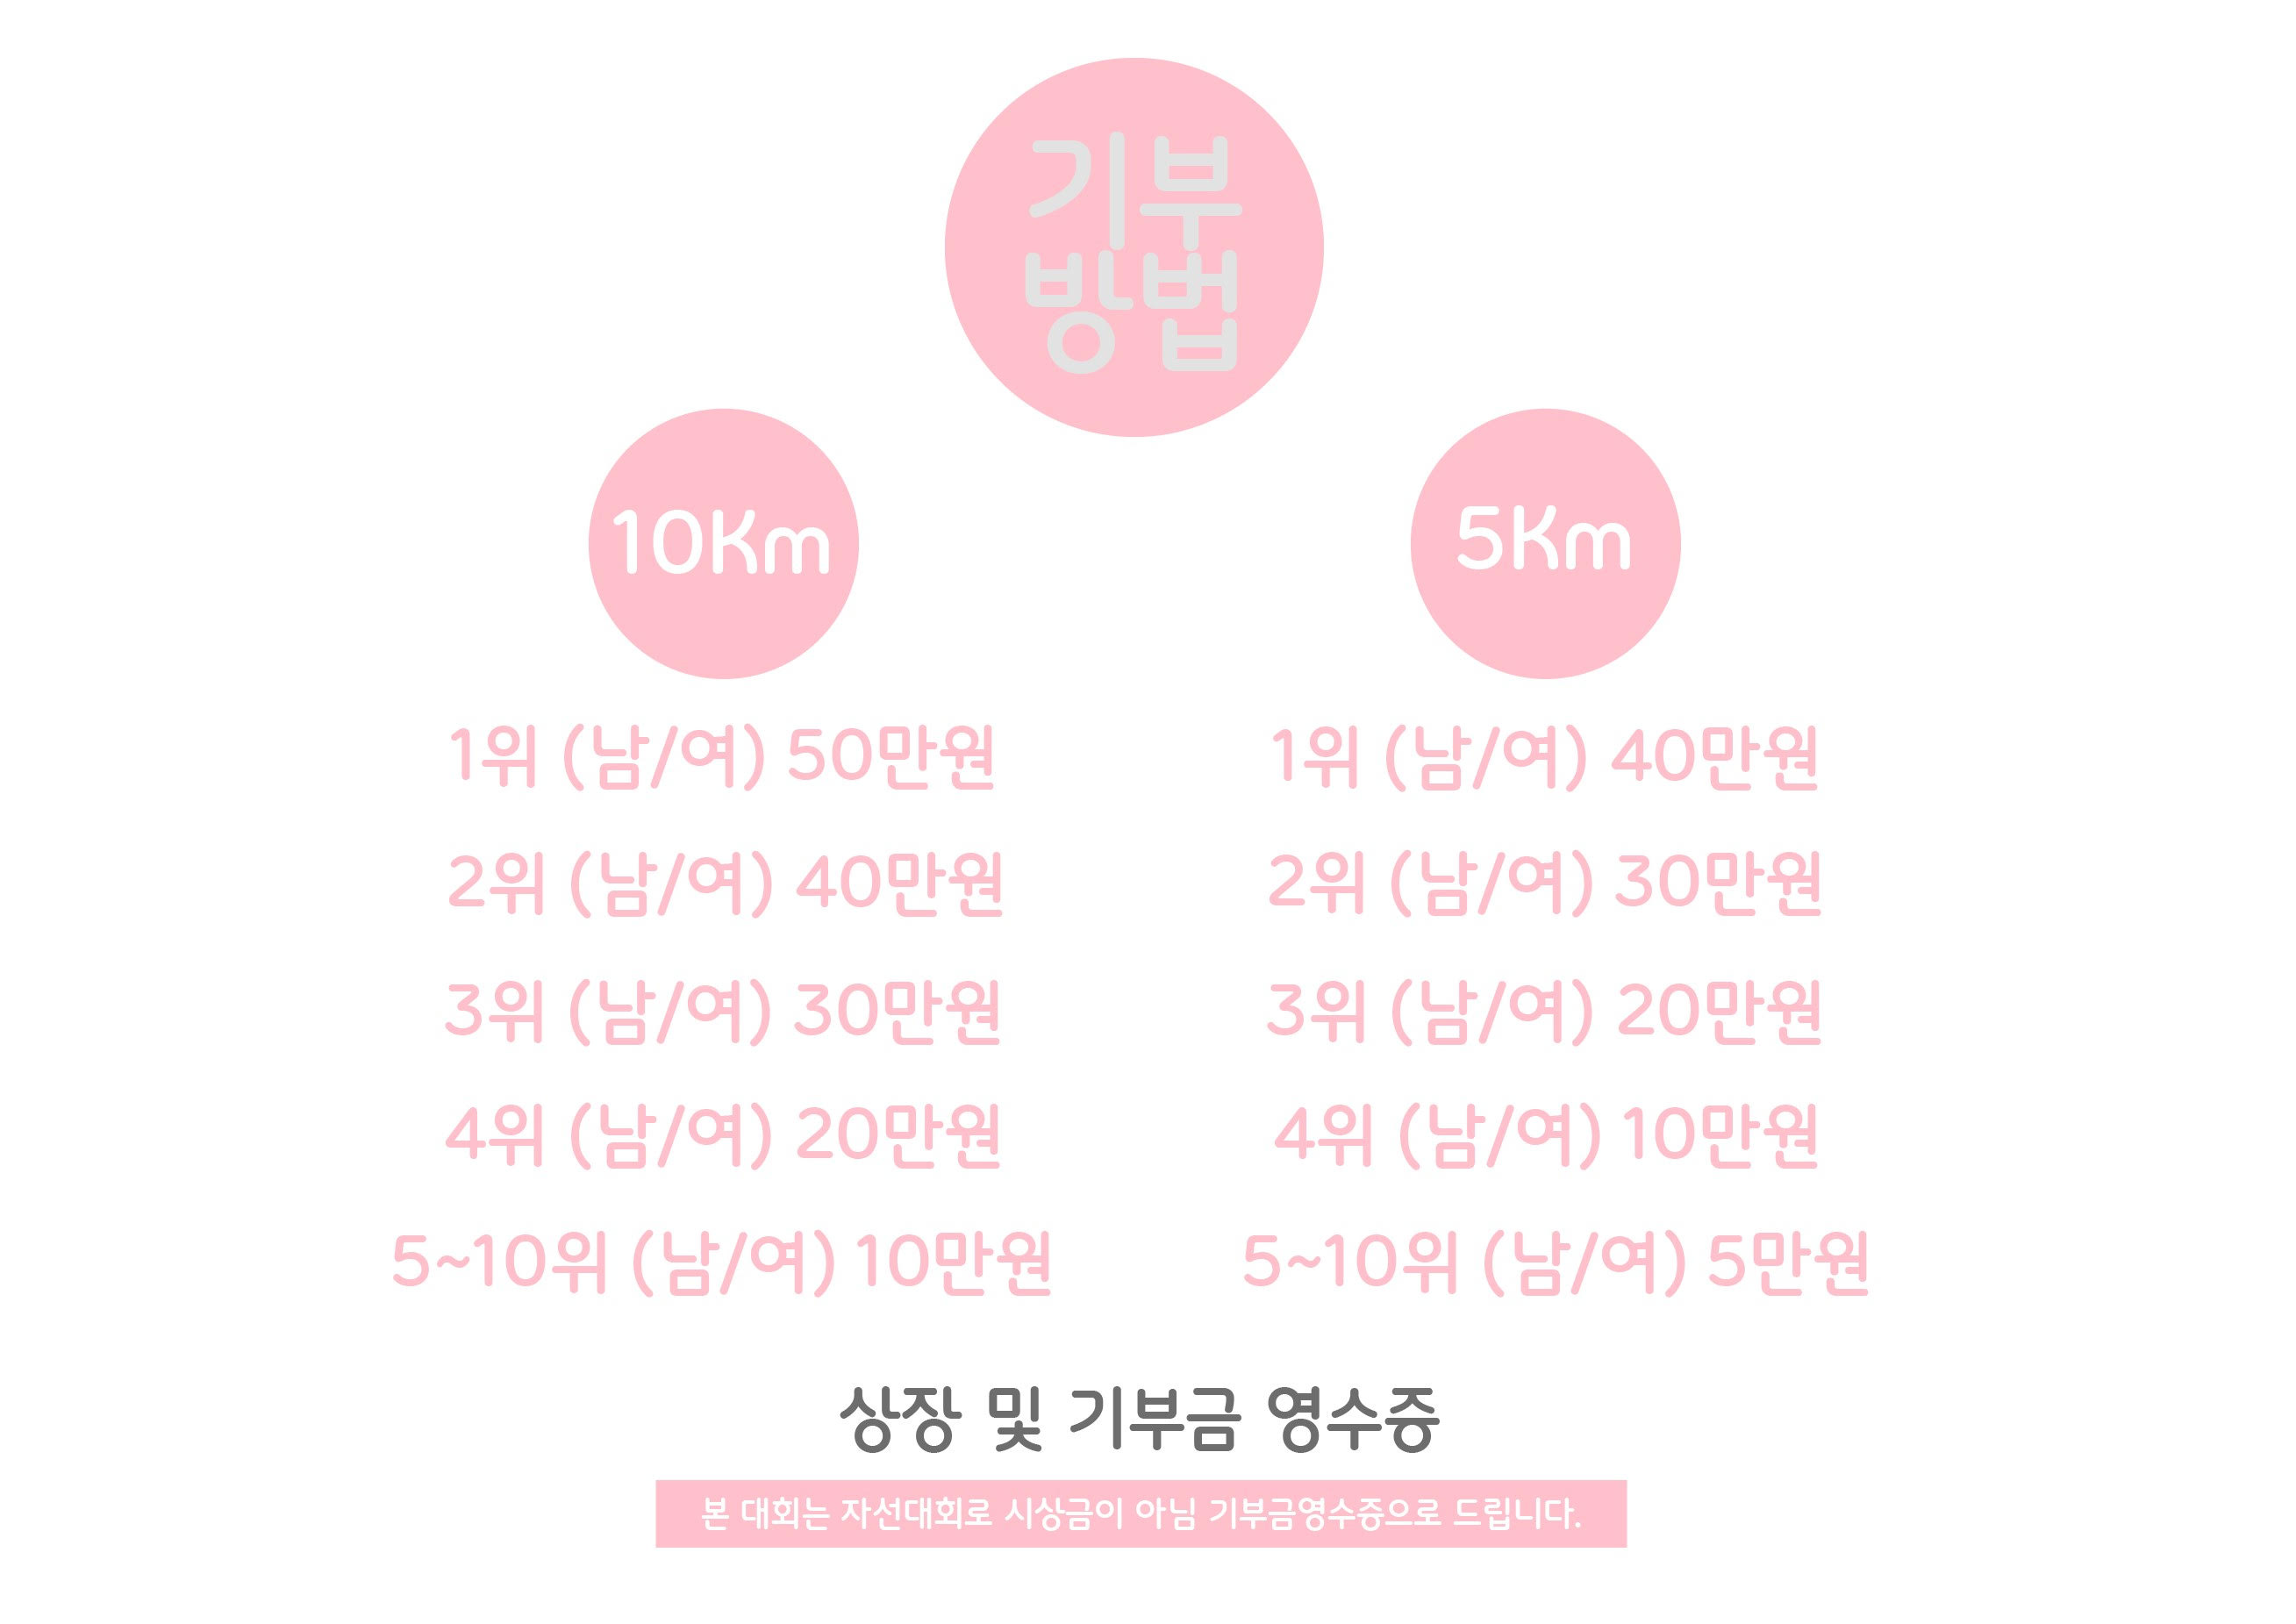 기부
방법
10Km
1위 (남/여) 50만원
2위 (남/여) 40만원
3위 (남/여) 30만원
4위 (남/여) 20만원
5~10위 (남/여) 10만원
5Km
1위 (남/여) 40만원
2위 (남/여) 30만원
3위 (남/여) 20만원
4위 (남/여) 10만원
5~10위 (남/여) 5만원
상장 및 기부금 영수증
본 대회는 자선대회로 시상금이 아닌 기부금영수증으로 드립니다.